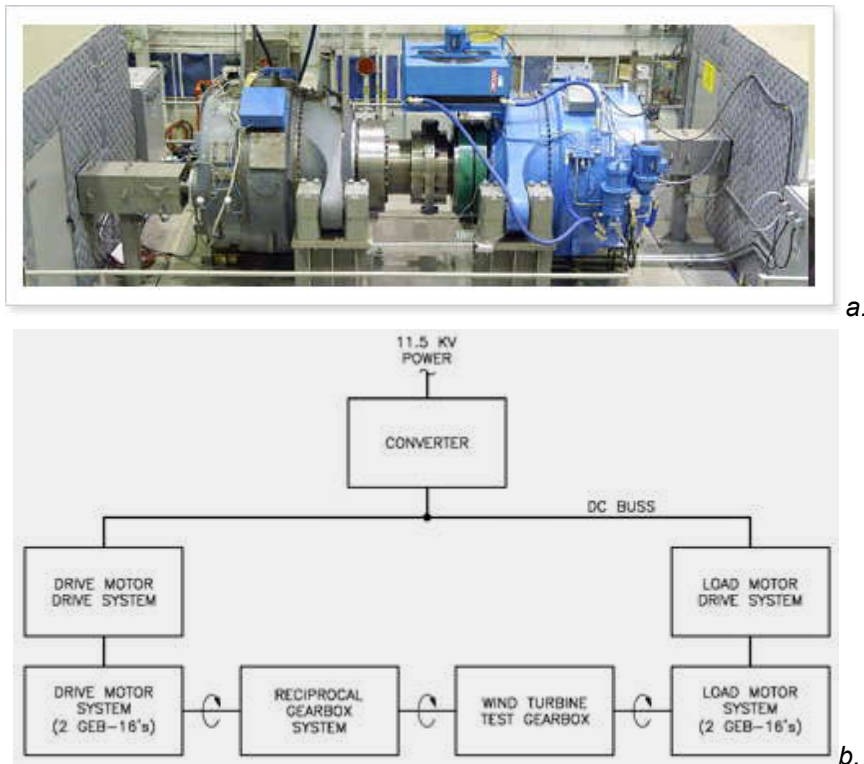 a.
11.5 KV
POWER
CONVERTER
DC BUSS
DRIVE MOTOR
DRIVE SYSTEM
LOAD MOTOR
DRIVE SYSTEM
DRIVE MOTOR
SYSTEM
(2 GEB-16's)
RECIPROCAL
GEARBOX
SYSTEM
WIND TURBINE
TEST GEARBOX
LOAD MOTOR
SYSTEM
(2 GEB-16's)
b.